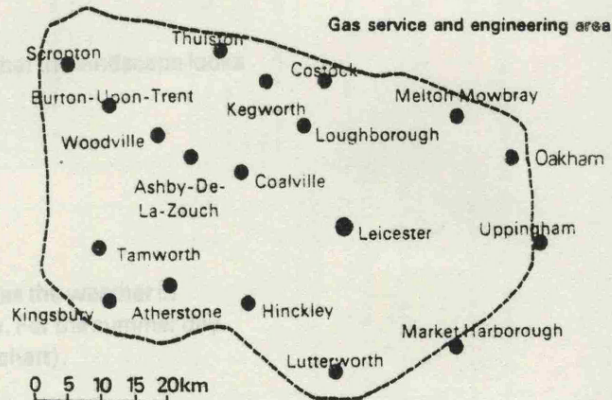 Gas service and engineering area
Scropton
Thulston
Costock
Burton-Upon-Trent
Kegworth
Melton Mowbray
Woodville
Loughborough
Oakham
Ashby-De-
La-Zouch
Coalville
Leicester
Uppingham
Tamworth
Kingsbury
Atherstone
Hinckley
Market Harborough
Lutterworth
0 5 10 15 20km